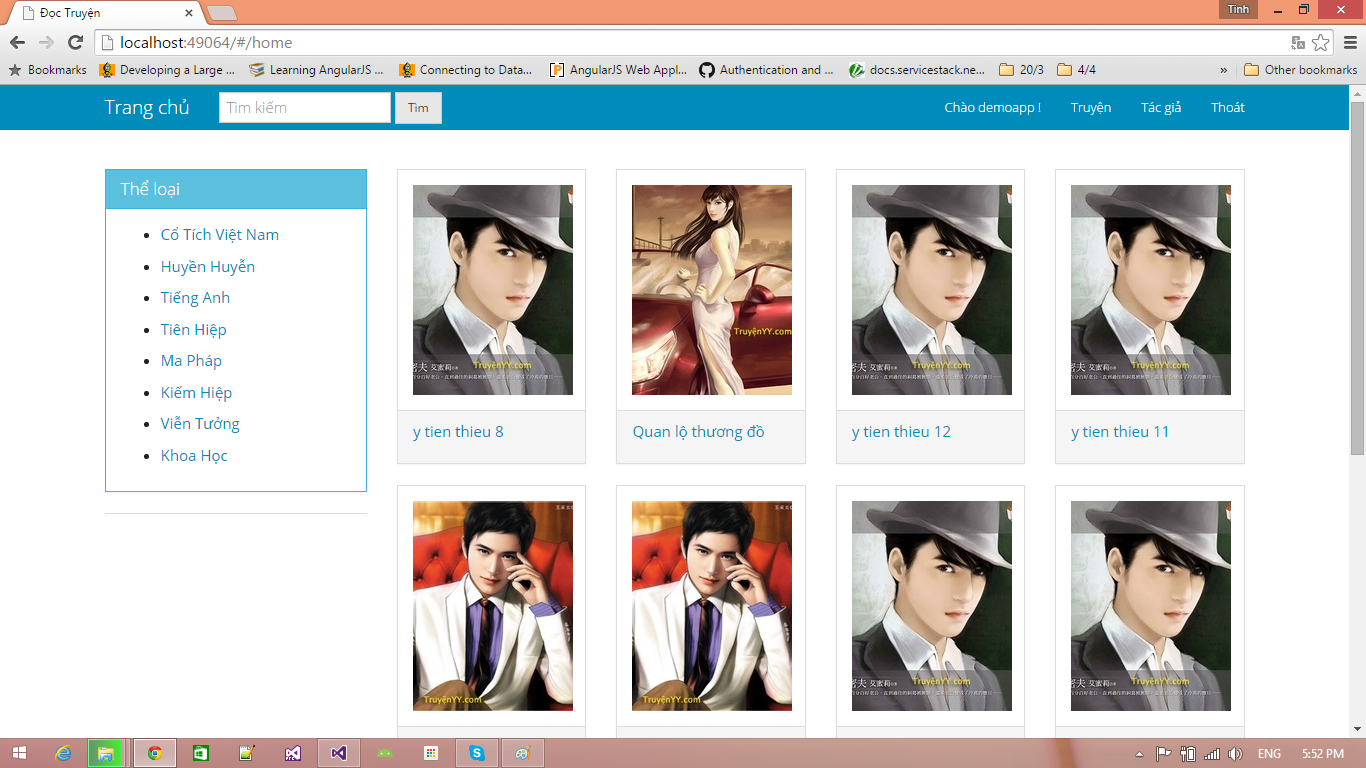 Đọc Truyện
Tinh
localhost:49064/#/home
Bookmarks
Developing a Large ...
Learning AngularJS ...
Connecting to Data...
AngularJS Web Appl...
Authentication and ...
docs.servicestack.ne...
20/3
4/4
»
Other bookmarks
Trang chủ
Tìm kiếm
Tìm
Chào demoapp !
Truyện
Tác giả
Thoát
Thể loại
Cổ Tích Việt Nam
Huyền Huyễn
Tiếng Anh
Tiên Hiệp
Ma Pháp
Kiếm Hiệp
Viễn Tưởng
Khoa Học
TruyệnYY.com
TruyệnYY.com
TruyệnYY.com
TruyệnYY.com
y tien thieu 8
Quan lộ thương đồ
y tien thieu 12
y tien thieu 11
TruyệnYY.com
TruyệnYY.com
TruyệnYY.com
TruyệnYY.com
ENG
5:52 PM